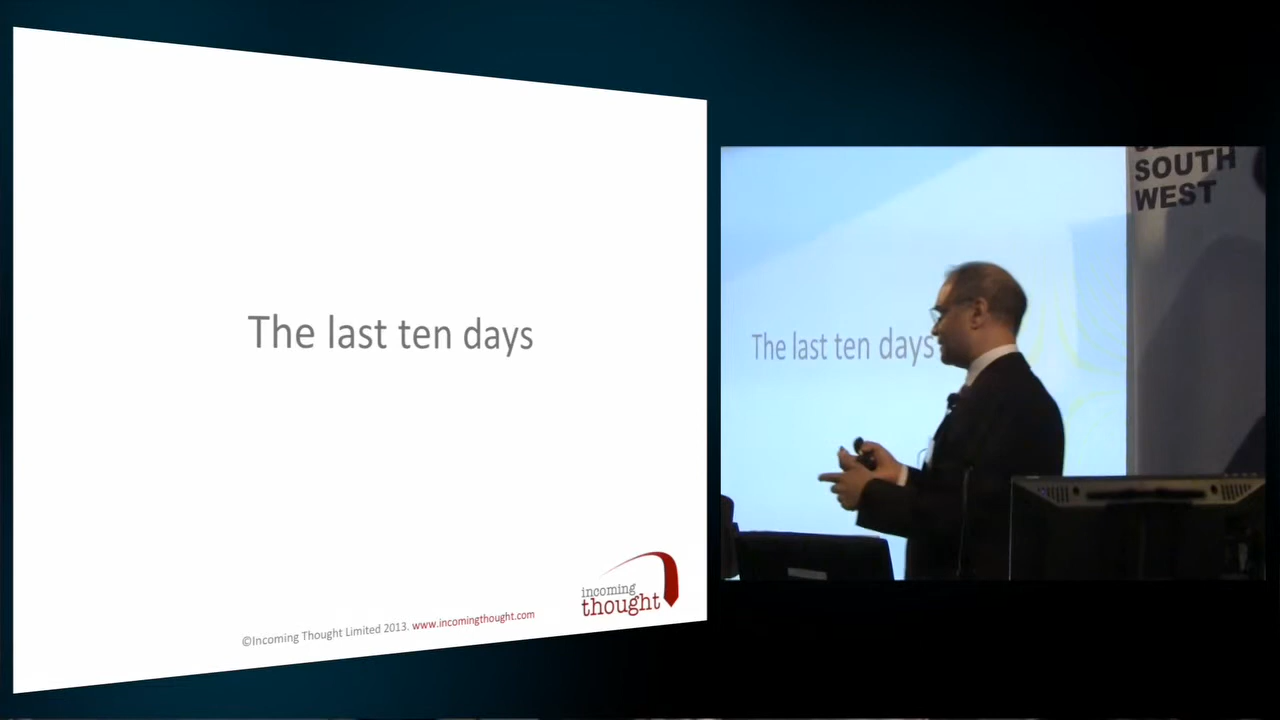 The last ten days
incoming
thought
©Incoming Thought Limited 2013. www.incomingthought.com
The last ten days
SOUTH
WEST